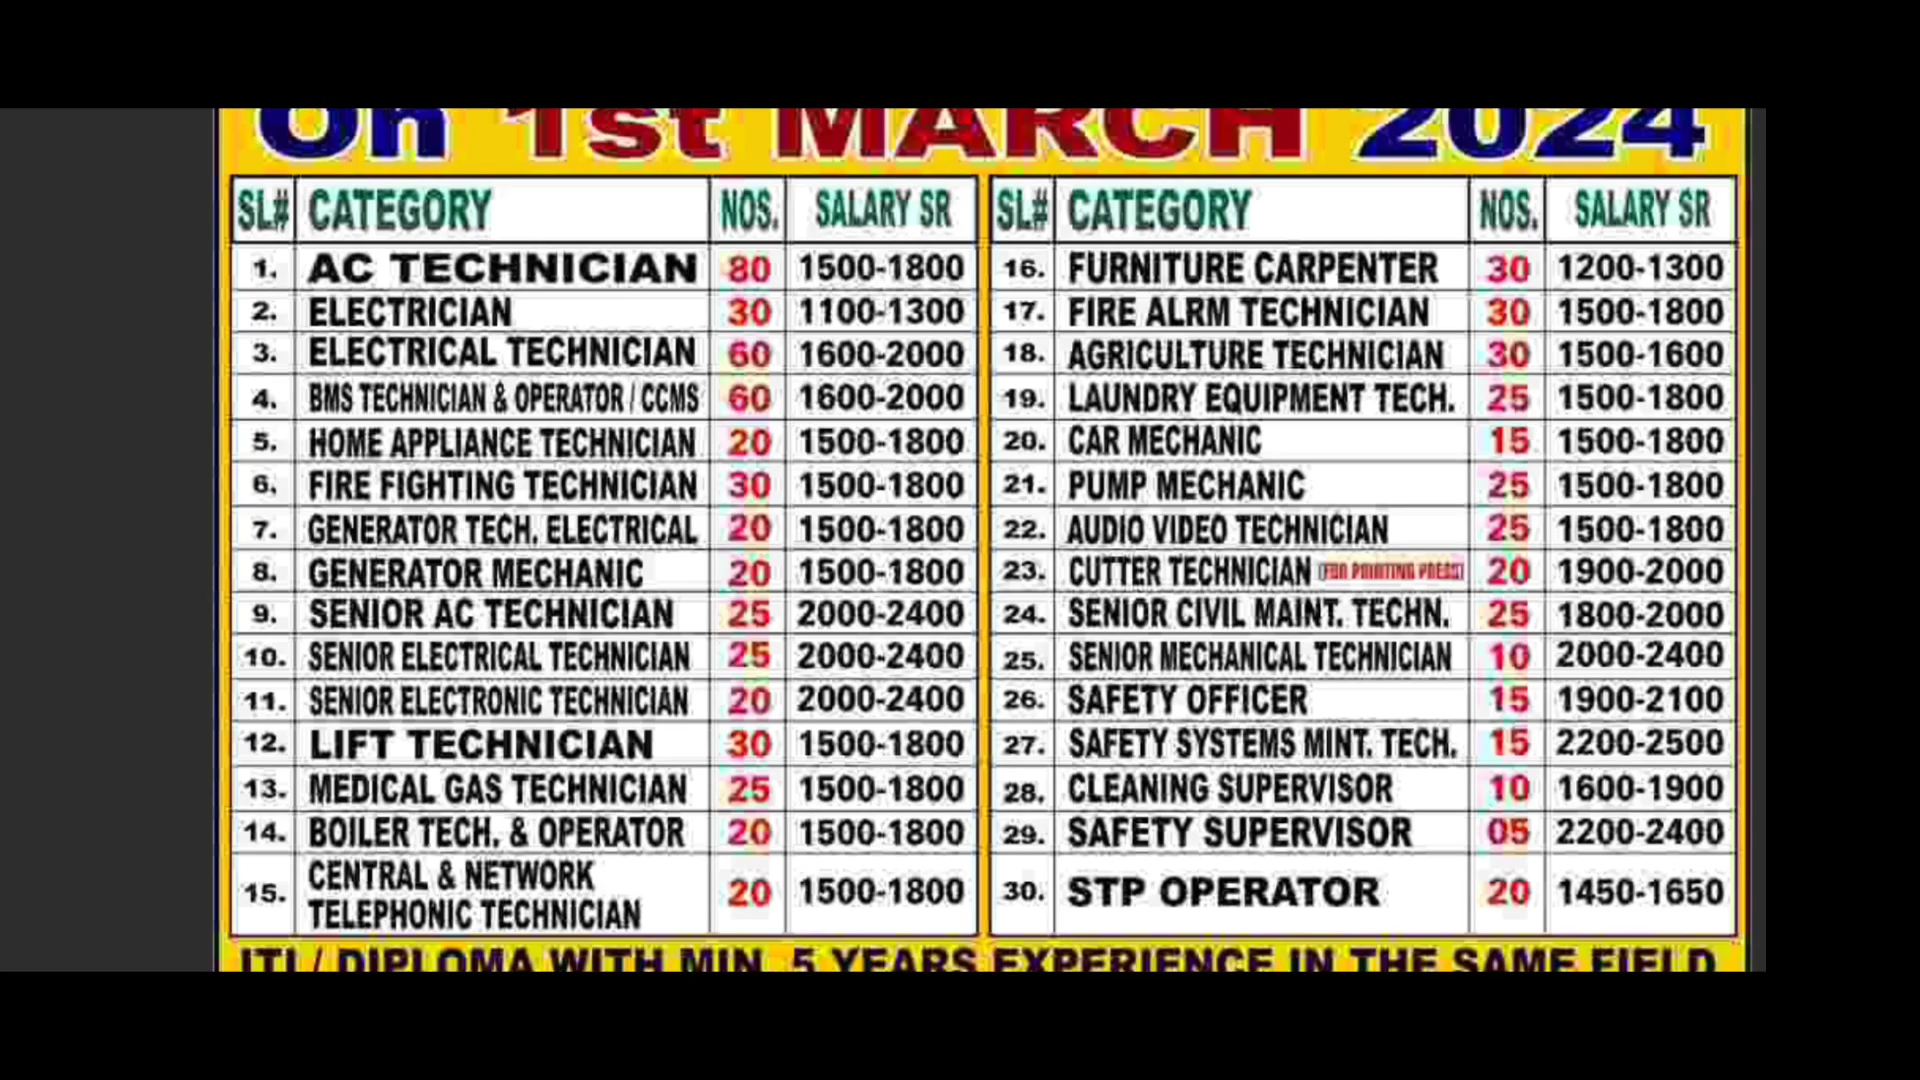 On 1st MARCH 2024
SL# CATEGORY NOS. SALARY SR
1. AC TECHNICIAN 80 1500-1800
2. ELECTRICIAN 30 1100-1300
3. ELECTRICAL TECHNICIAN 60 1600-2000
4. BMS TECHNICIAN & OPERATOR / CCMS 60 1600-2000
5. HOME APPLIANCE TECHNICIAN 20 1500-1800
6. FIRE FIGHTING TECHNICIAN 30 1500-1800
7. GENERATOR TECH. ELECTRICAL 20 1500-1800
8. GENERATOR MECHANIC 20 1500-1800
9. SENIOR AC TECHNICIAN 25 2000-2400
10. SENIOR ELECTRICAL TECHNICIAN 25 2000-2400
11. SENIOR ELECTRONIC TECHNICIAN 20 2000-2400
12. LIFT TECHNICIAN 30 1500-1800
13. MEDICAL GAS TECHNICIAN 25 1500-1800
14. BOILER TECH. & OPERATOR 20 1500-1800
15. CENTRAL & NETWORK
TELEPHONIC TECHNICIAN 20 1500-1800
SL# CATEGORY NOS. SALARY SR
16. FURNITURE CARPENTER 30 1200-1300
17. FIRE ALRM TECHNICIAN 30 1500-1800
18. AGRICULTURE TECHNICIAN 30 1500-1600
19. LAUNDRY EQUIPMENT TECH. 25 1500-1800
20. CAR MECHANIC 15 1500-1800
21. PUMP MECHANIC 25 1500-1800
22. AUDIO VIDEO TECHNICIAN 25 1500-1800
23. CUTTER TECHNICIAN (FOR PRINTING PRESS) 20 1900-2000
24. SENIOR CIVIL MAINT. TECHN. 25 1800-2000
25. SENIOR MECHANICAL TECHNICIAN 10 2000-2400
26. SAFETY OFFICER 15 1900-2100
27. SAFETY SYSTEMS MINT. TECH. 15 2200-2500
28. CLEANING SUPERVISOR 10 1600-1900
29. SAFETY SUPERVISOR 05 2200-2400
30. STP OPERATOR 20 1450-1650
ITI / DIPLOMA WITH MIN. 5 YEARS EXPERIENCE IN THE SAME FIELD